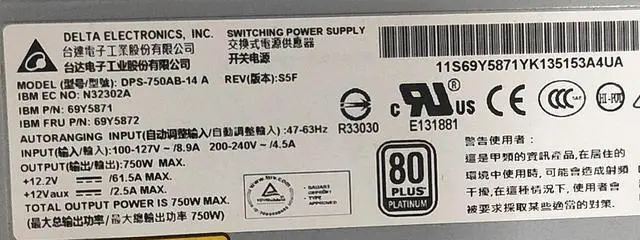 DELTA ELECTRONICS, INC.
台達電子工業股份有限公司
台达电子工业股份有限公司
SWITCHING POWER SUPPLY
交換式電源供應器
开关电源
MODEL (型号/型號): DPS-750AB-14 A
REV(版本): S5F
IBM EC NO: N32302A
IBM P/N: 69Y5871
IBM FRU P/N: 69Y5872
AUTORANGING INPUT(自动调整输入/自動調整輸入):47-63Hz
INPUT(输入/輸入):100-127V~/8.9A 200-240V~/4.5A
OUTPUT(输出/輸出):750W MAX.
+12.2V /61.5A MAX.
+12Vaux /2.5A MAX.
TOTAL OUTPUT POWER IS 750W MAX.
(最大总输出功率/最大總輸出功率 750W)
11S69Y5871YK135153A4UA
R33030
c RU US
E131881
CCC
HI-POT
80
PLUS
PLATINUM
TYPE
APPROVED
警告使用者:
這是甲類的資訊產品,在居住的
環境中使用時,可能會造成射頻
干擾,在這種情況下,使用者會
被要求採取某些適當的對策.